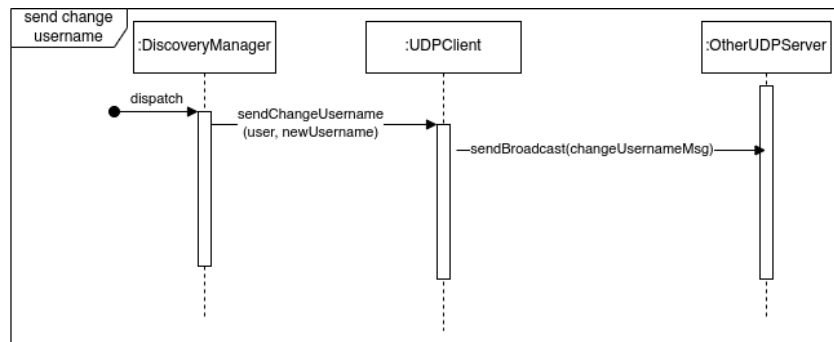 send change
username
:DiscoveryManager
:UDPClient
:OtherUDPServer
dispatch
sendChangeUsername
(user, newUsername)
sendBroadcast(changeUsernameMsg)